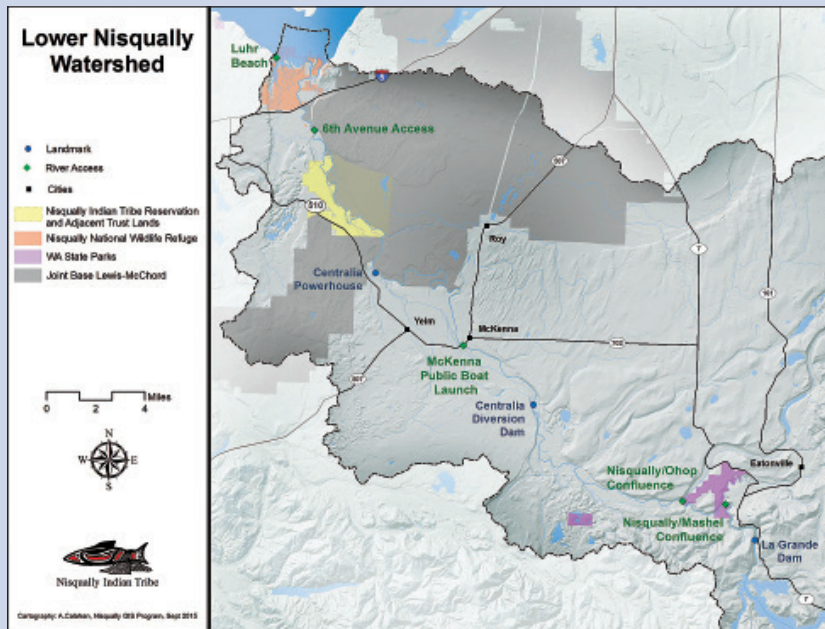 Lower Nisqually
Watershed
Landmark
River Access
Cities
Nisqually Indian Tribe Reservation
and Adjacent Trust Lands
Nisqually National Wildlife Refuge
WA State Parks
Joint Base Lewis-McChord
Miles
0 2 4
N
W E
S
Nisqually Indian Tribe
Cartography: A.Calahan, Nisqually GIS Program, Sept 2015
Luhr
Beach
5
6th Avenue Access
507
510
Roy
7
161
Centralia
Powerhouse
Yelm
McKenna
702
McKenna
Public Boat
Launch
507
Centralia
Diversion
Dam
Eatonville
Nisqually/Ohop
Confluence
Nisqually/Mashel
Confluence
La Grande
Dam
7